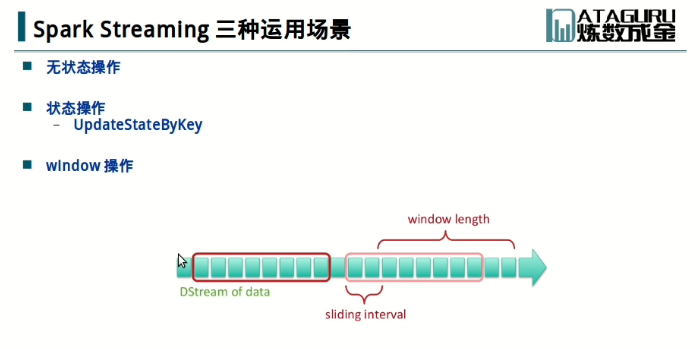 Spark Streaming 三种运用场景
DATAGURU
炼数成金
无状态操作
状态操作
– UpdateStateByKey
window 操作
window length
DStream of data
sliding interval